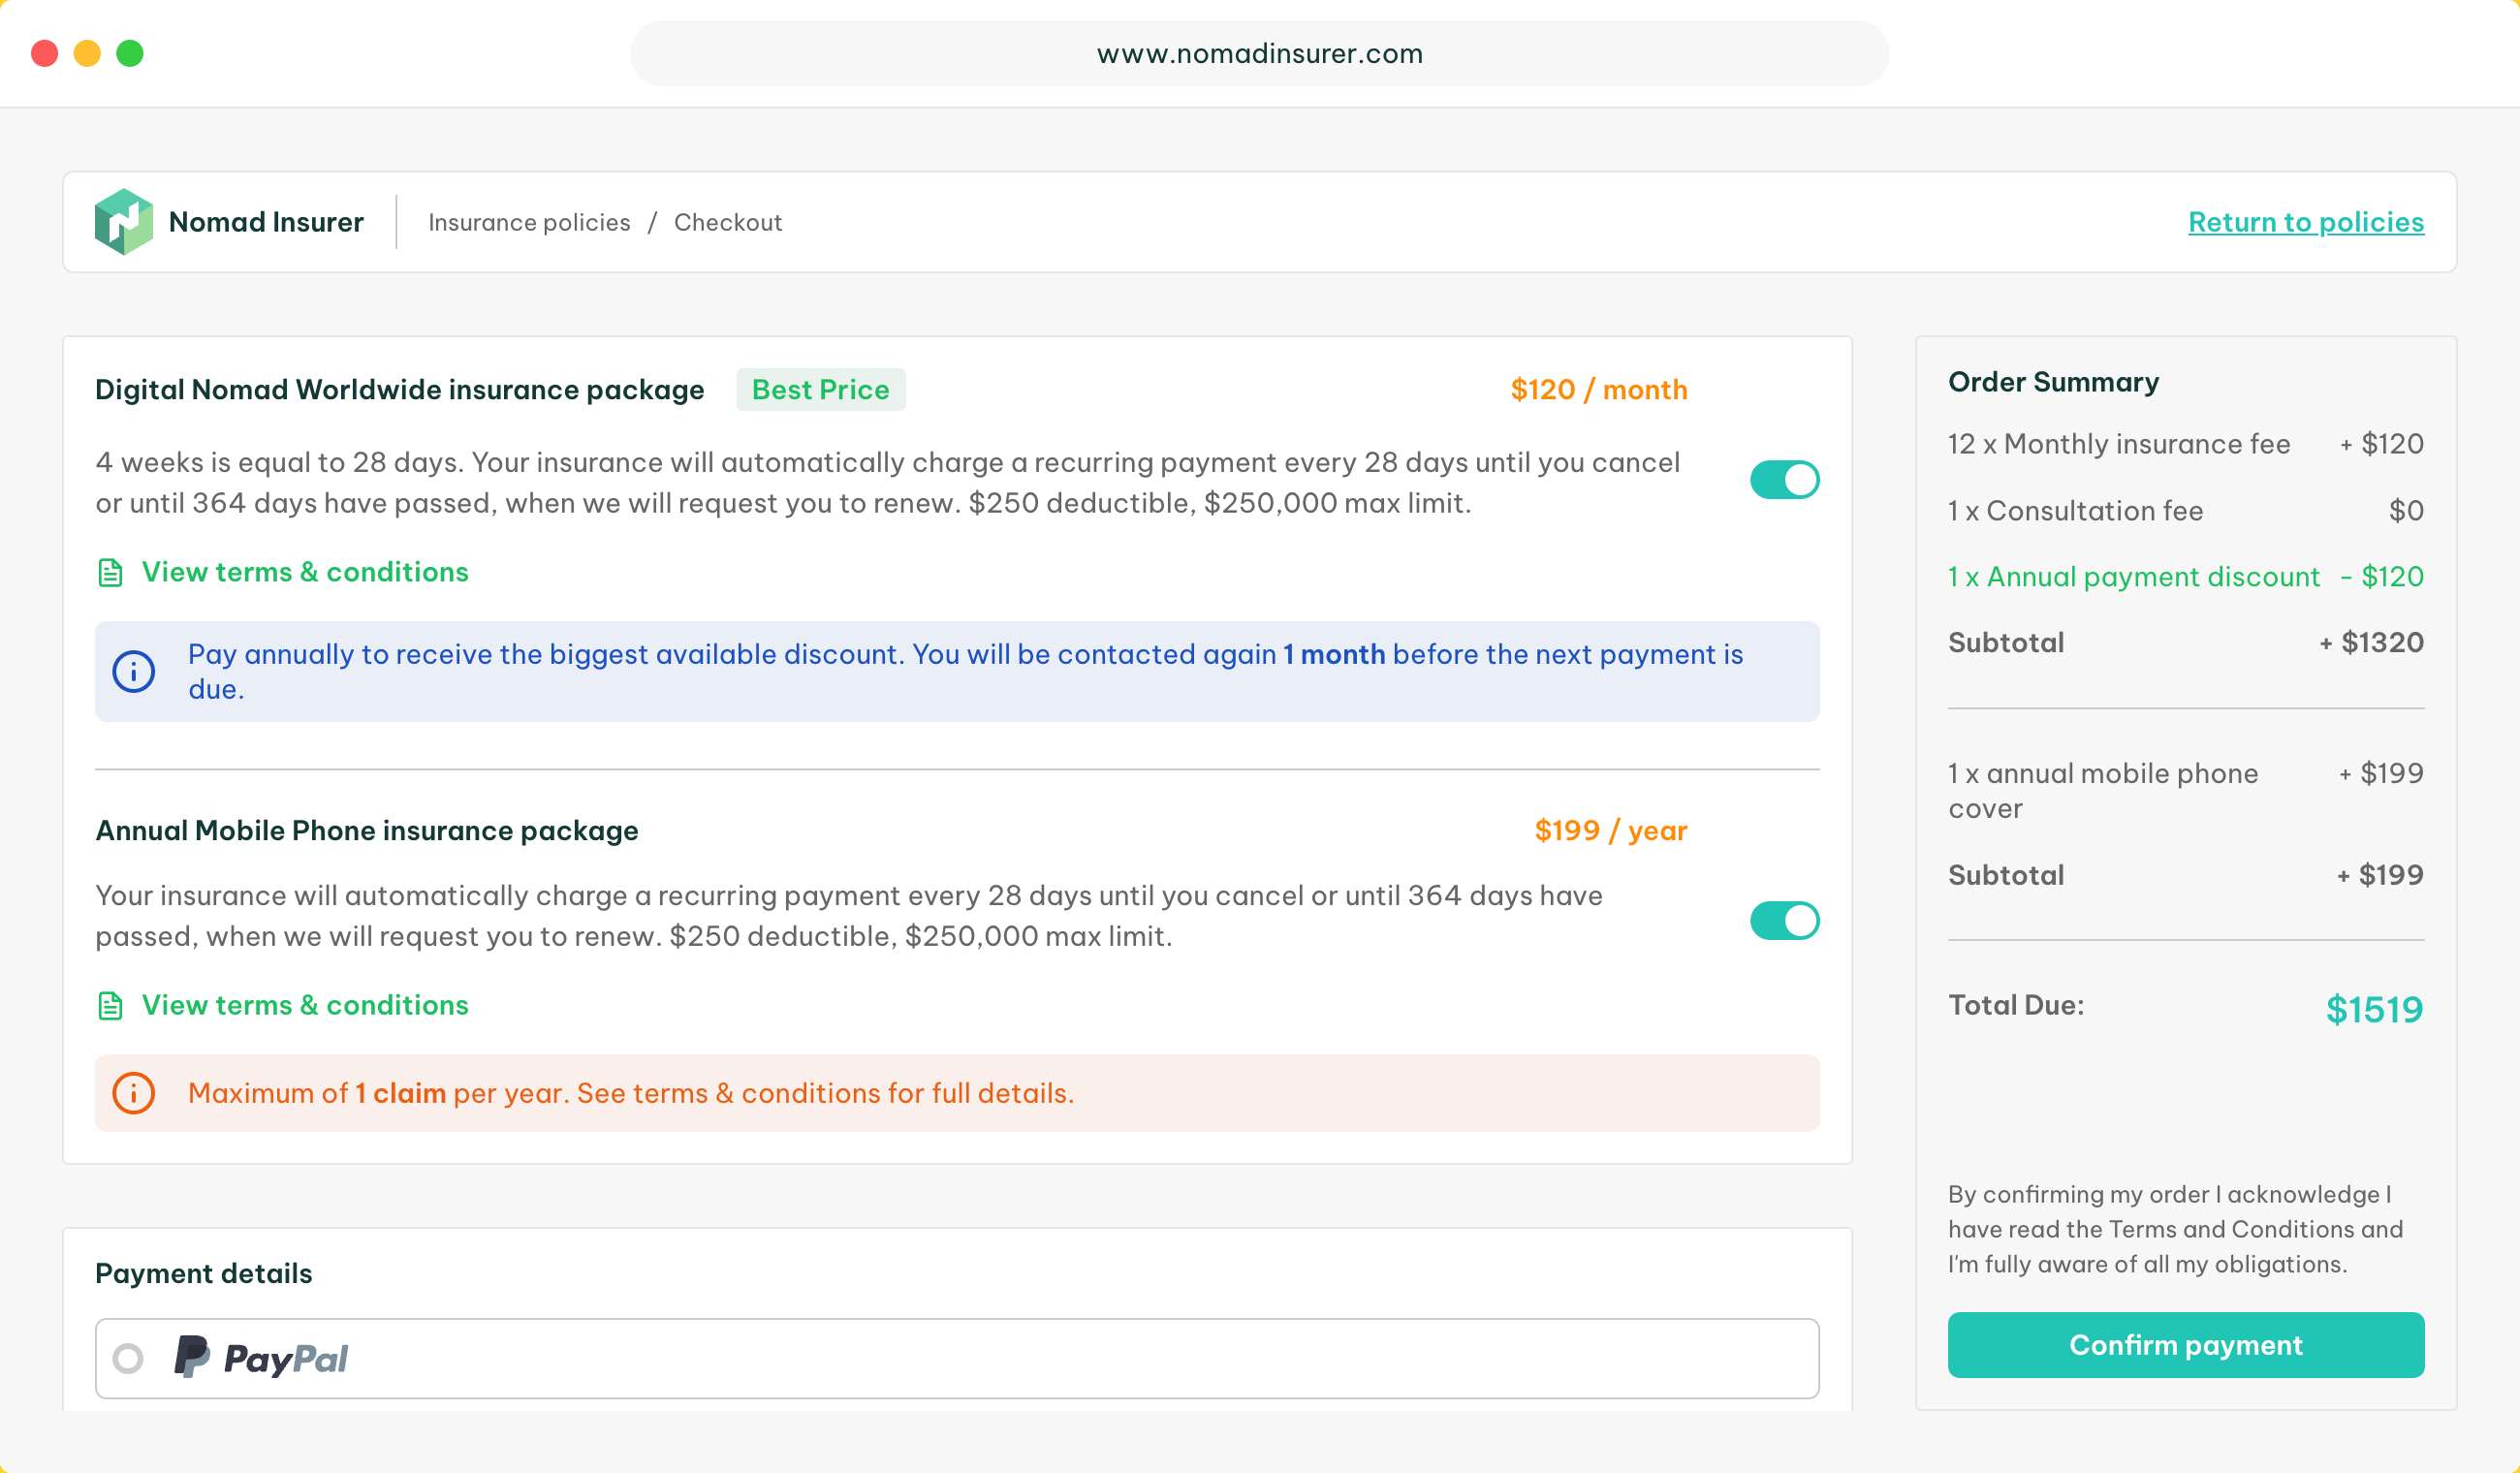 www.nomadinsurer.com
Nomad Insurer
Insurance policies / Checkout
Return to policies
Digital Nomad Worldwide insurance package
Best Price
$120 / month
4 weeks is equal to 28 days. Your insurance will automatically charge a recurring payment every 28 days until you cancel
or until 364 days have passed, when we will request you to renew. $250 deductible, $250,000 max limit.
View terms & conditions
Pay annually to receive the biggest available discount. You will be contacted again 1 month before the next payment is
due.
Annual Mobile Phone insurance package
$199 / year
Your insurance will automatically charge a recurring payment every 28 days until you cancel or until 364 days have
passed, when we will request you to renew. $250 deductible, $250,000 max limit.
View terms & conditions
Maximum of 1 claim per year. See terms & conditions for full details.
Payment details
PayPal
Order Summary
12 x Monthly insurance fee + $120
1 x Consultation fee $0
1 x Annual payment discount - $120
Subtotal + $1320
1 x annual mobile phone + $199
cover
Subtotal + $199
Total Due: $1519
By confirming my order I acknowledge I
have read the Terms and Conditions and
I'm fully aware of all my obligations.
Confirm payment